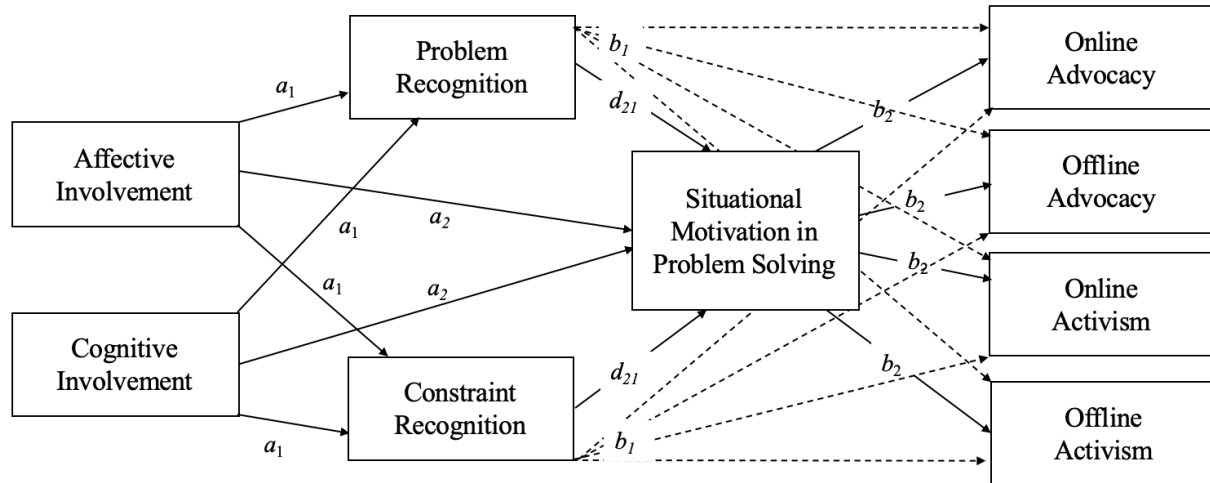 Problem
Recognition
Affective
Involvement
Cognitive
Involvement
Constraint
Recognition
Situational
Motivation in
Problem Solving
Online
Advocacy
Offline
Advocacy
Online
Activism
Offline
Activism
a1
a1
a1
a1
a2
a2
d21
d21
b1
b1
b2
b2
b2
b2